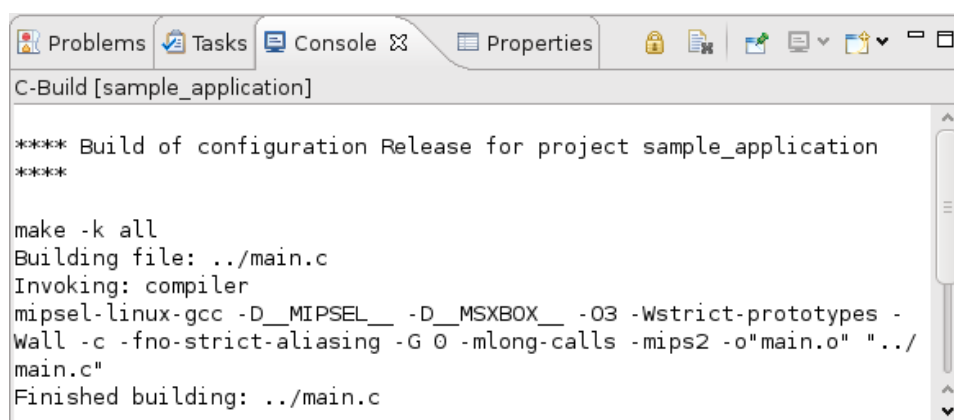 Problems Tasks Console Properties
C-Build [sample_application]
**** Build of configuration Release for project sample_application
****
make -k all
Building file: ../main.c
Invoking: compiler
mipsel-linux-gcc -D__MIPSEL__ -D__MSXBOX__ -O3 -Wstrict-prototypes -
Wall -c -fno-strict-aliasing -G 0 -mlong-calls -mips2 -o"main.o" "../
main.c"
Finished building: ../main.c